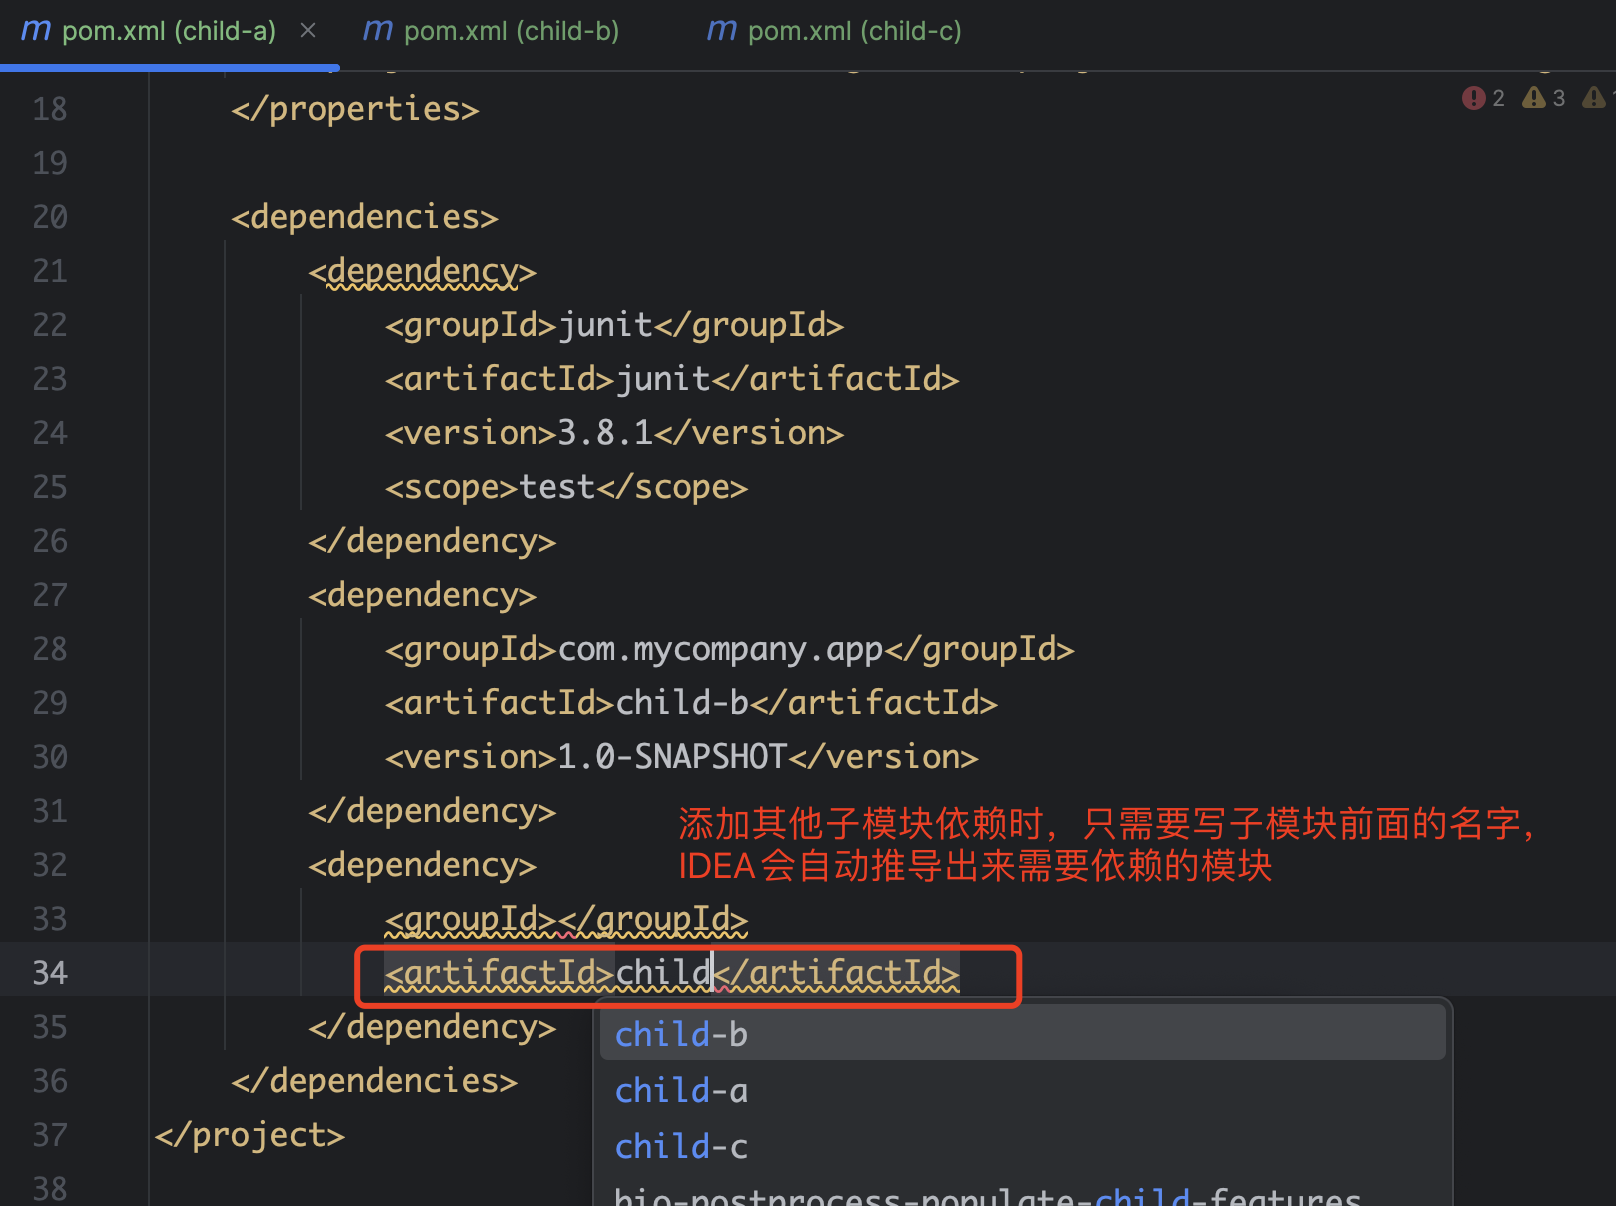 m pom.xml (child-a) × m pom.xml (child-b) m pom.xml (child-c)
2 3
18 </properties>
19
20 <dependencies>
21 <dependency>
22 <groupId>junit</groupId>
23 <artifactId>junit</artifactId>
24 <version>3.8.1</version>
25 <scope>test</scope>
26 </dependency>
27 <dependency>
28 <groupId>com.mycompany.app</groupId>
29 <artifactId>child-b</artifactId>
30 <version>1.0-SNAPSHOT</version>
31 </dependency>
添加其他子模块依赖时，只需要写子模块前面的名字，
IDEA会自动推导出来需要依赖的模块
32 <dependency>
33 <groupId></groupId>
34 <artifactId>child</artifactId>
35 </dependency>
child-b
child-a
child-c
bio-postprocess-populate-child-features
36 </dependencies>
37 </project>
38